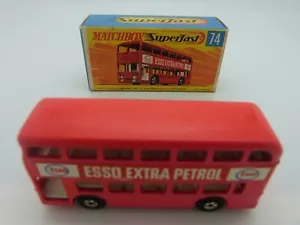 MATCHBOX Superfast 74
ESSO EXTRA PETROL
Esso ESSO EXTRA PETROL Esso